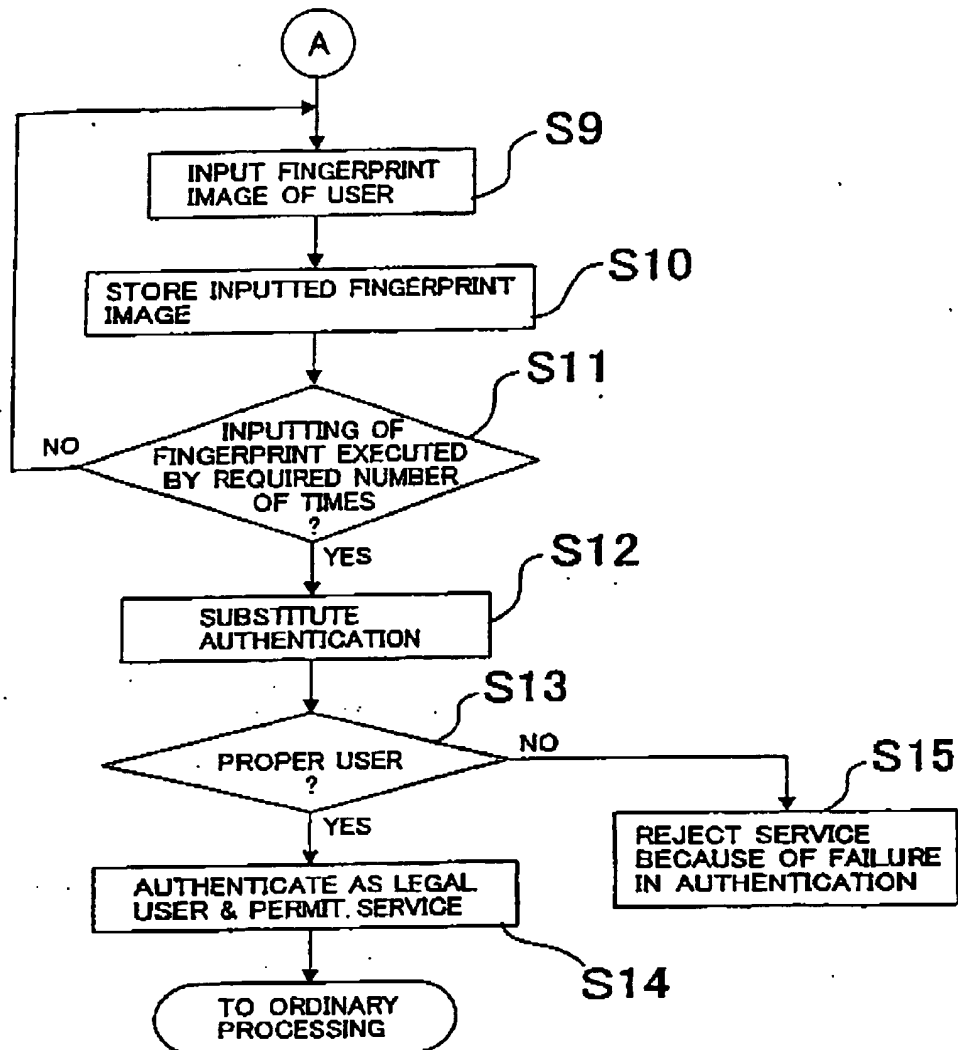 A
S9
INPUT FINGERPRINT
IMAGE OF USER
S10
STORE INPUTTED FINGERPRINT
IMAGE
S11
NO
INPUTTING OF
FINGERPRINT EXECUTED
BY REQUIRED NUMBER
OF TIMES
?
YES
S12
SUBSTITUTE
AUTHENTICATION
S13
NO
PROPER USER
?
S15
YES
REJECT SERVICE
BECAUSE OF FAILURE
IN AUTHENTICATION
AUTHENTICATE AS LEGAL
USER & PERMIT. SERVICE
S14
TO ORDINARY
PROCESSING